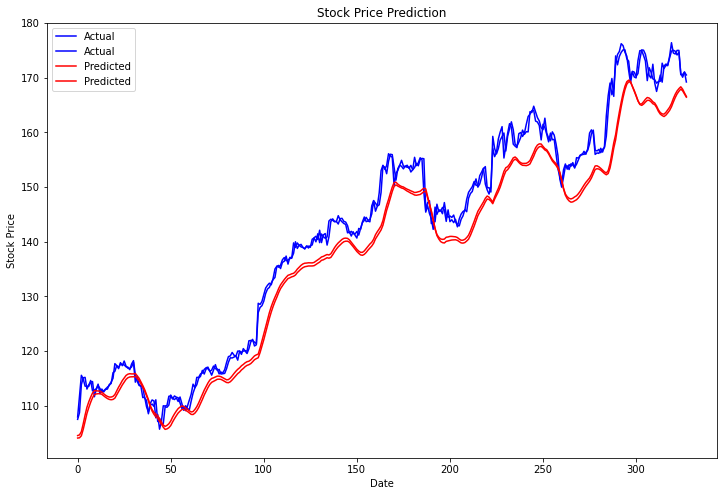 Stock Price Prediction
Actual
Actual
Predicted
Predicted
180
170
160
150
140
130
120
110
Stock Price
0 50 100 150 200 250 300
Date